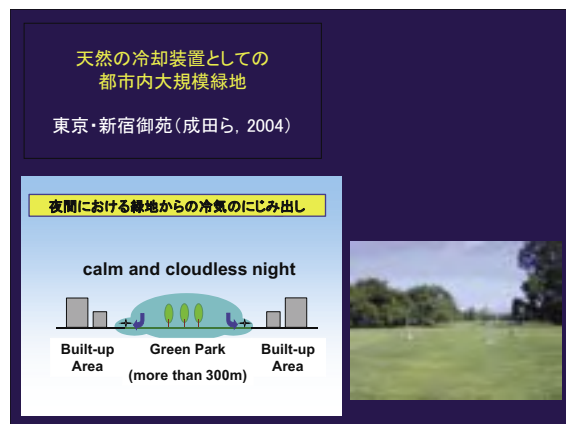 天然の冷却装置としての
都市内大規模緑地
東京・新宿御苑（成田ら, 2004）
夜間における緑地からの冷気のにじみ出し
calm and cloudless night
Built-up
Area
Green Park
(more than 300m)
Built-up
Area